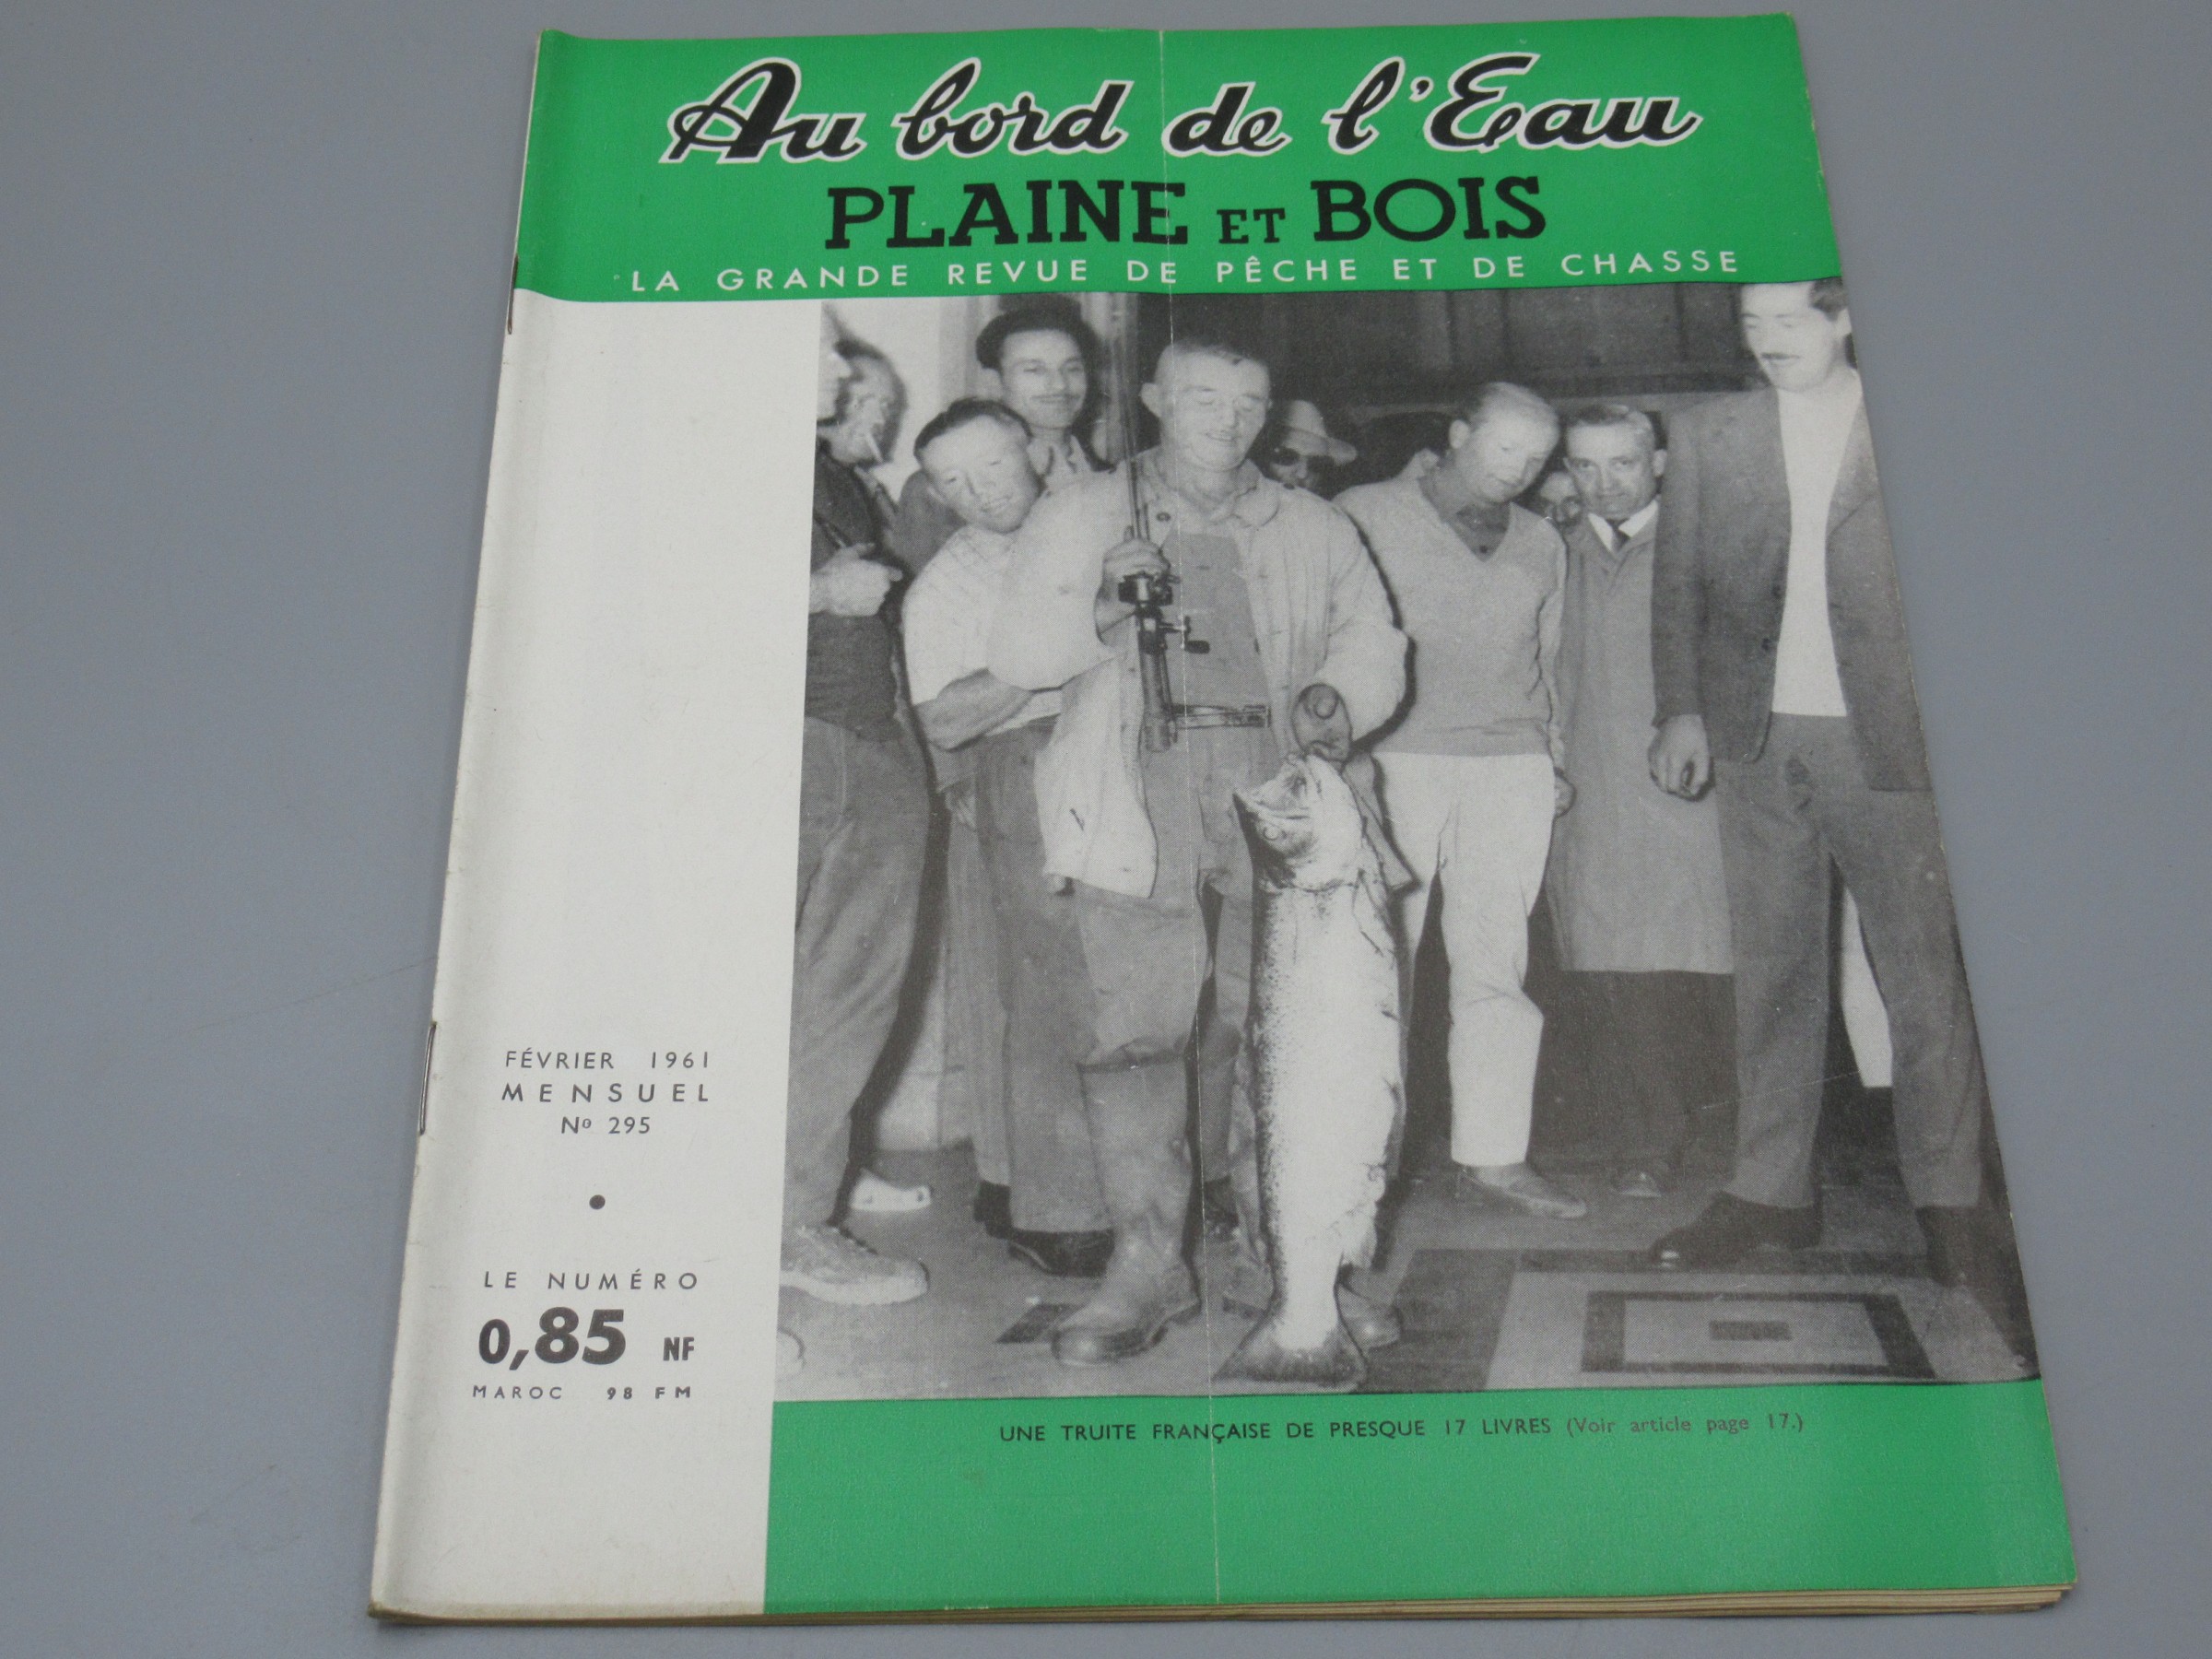 Au bord de l'Eau
PLAINE ET BOIS
LA GRANDE REVUE DE PÊCHE ET DE CHASSE
FÉVRIER 1961
MENSUEL
Nº 295
•
LE NUMÉRO
0,85 NF
MAROC 98 FM
UNE TRUITE FRANÇAISE DE PRESQUE 17 LIVRES (Voir article page 17.)